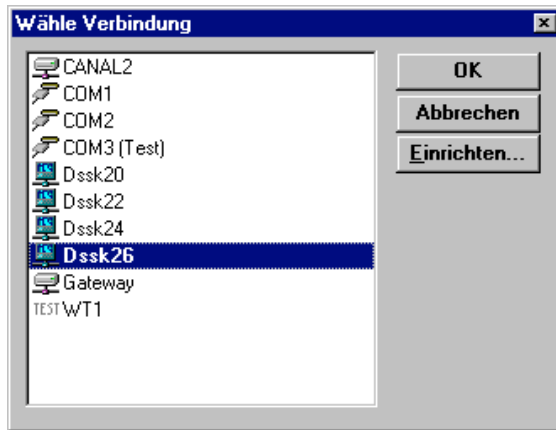 Wähle Verbindung
CANAL2
COM1
COM2
COM3 (Test)
Dssk20
Dssk22
Dssk24
Dssk26
Gateway
TEST WT1
OK
Abbrechen
Einrichten...